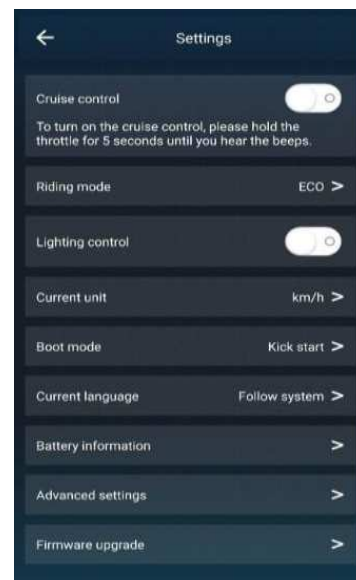 Settings
Cruise control
To turn on the cruise control, please hold the
throttle for 5 seconds until you hear the beeps.
Riding mode ECO >
Lighting control
Current unit km/h >
Boot mode Kick start >
Current language Follow system >
Battery information >
Advanced settings >
Firmware upgrade >